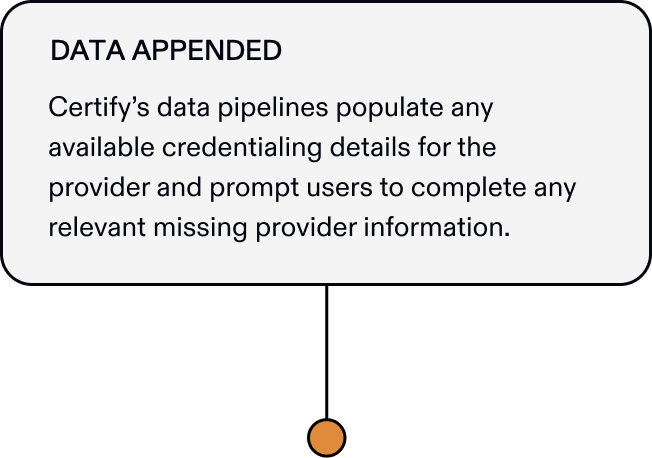 DATA APPENDED
Certify’s data pipelines populate any
available credentialing details for the
provider and prompt users to complete any
relevant missing provider information.